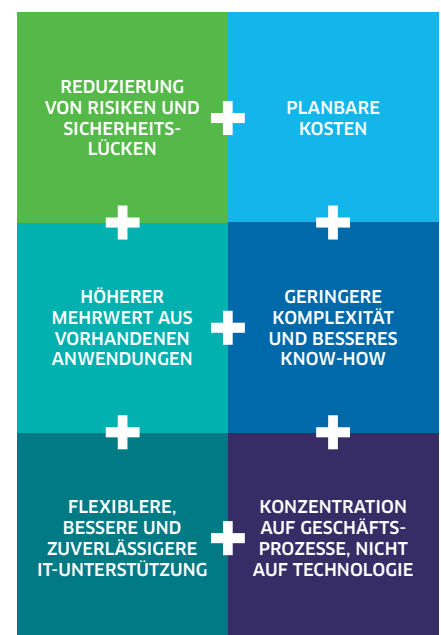 REDUZIERUNG
VON RISIKEN UND
SICHERHEITS-
LÜCKEN
PLANBARE
KOSTEN
HÖHERER
MEHRWERT AUS
VORHANDENEN
ANWENDUNGEN
GERINGERE
KOMPLEXITÄT
UND BESSERES
KNOW-HOW
FLEXIBLERE,
BESSERE UND
ZUVERLÄSSIGERE
IT-UNTERSTÜTZUNG
KONZENTRATION
AUF GESCHÄFTS-
PROZESSE, NICHT
AUF TECHNOLOGIE